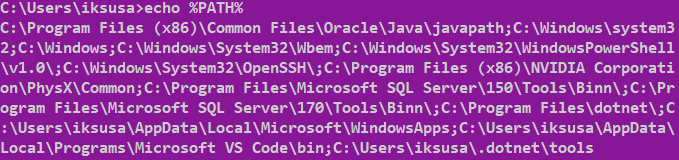 C:\Users\iksusa>echo %PATH%
C:\Program Files (x86)\Common Files\Oracle\Java\javapath;C:\Windows\system3
2;C:\Windows;C:\Windows\System32\Wbem;C:\Windows\System32\WindowsPowerShell
\v1.0\;C:\Windows\System32\OpenSSH\;C:\Program Files (x86)\NVIDIA Corporati
on\PhysX\Common;C:\Program Files\Microsoft SQL Server\150\Tools\Binn\;C:\Pr
ogram Files\Microsoft SQL Server\170\Tools\Binn\;C:\Program Files\dotnet\;C
:\Users\iksusa\AppData\Local\Microsoft\WindowsApps;C:\Users\iksusa\AppData\
Local\Programs\Microsoft VS Code\bin;C:\Users\iksusa\.dotnet\tools